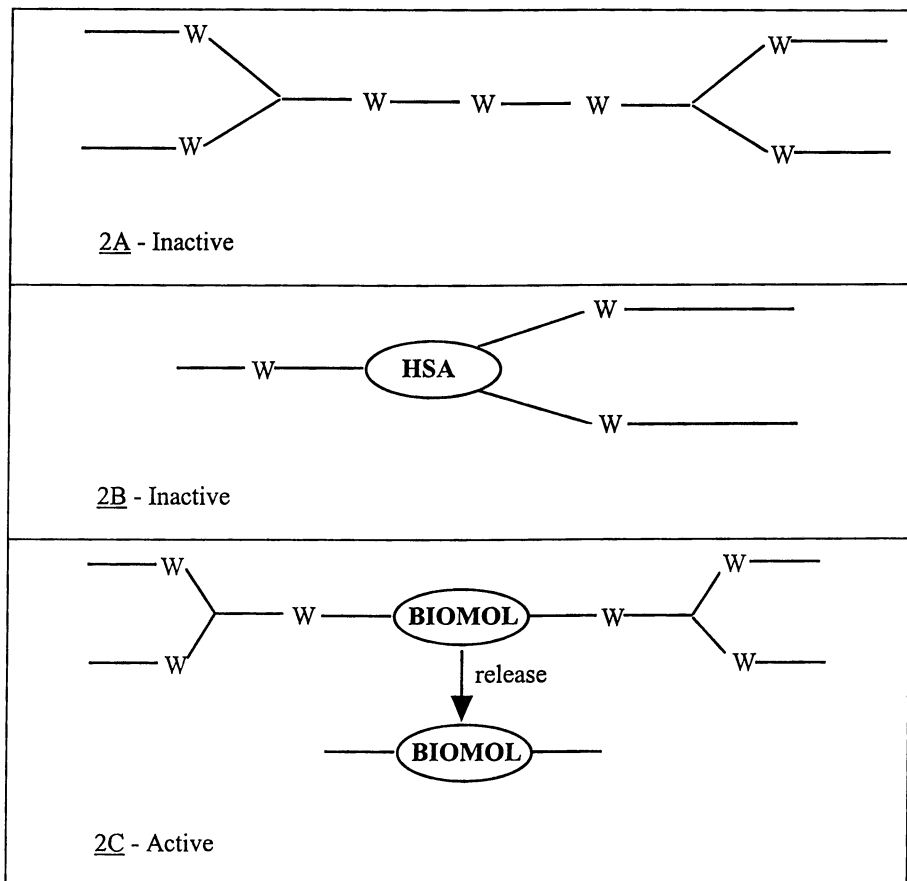 W W
W W W
W W
2A - Inactive
W
W HSA
W
2B - Inactive
W W
W BIOMOL W
W W
release
BIOMOL
2C - Active